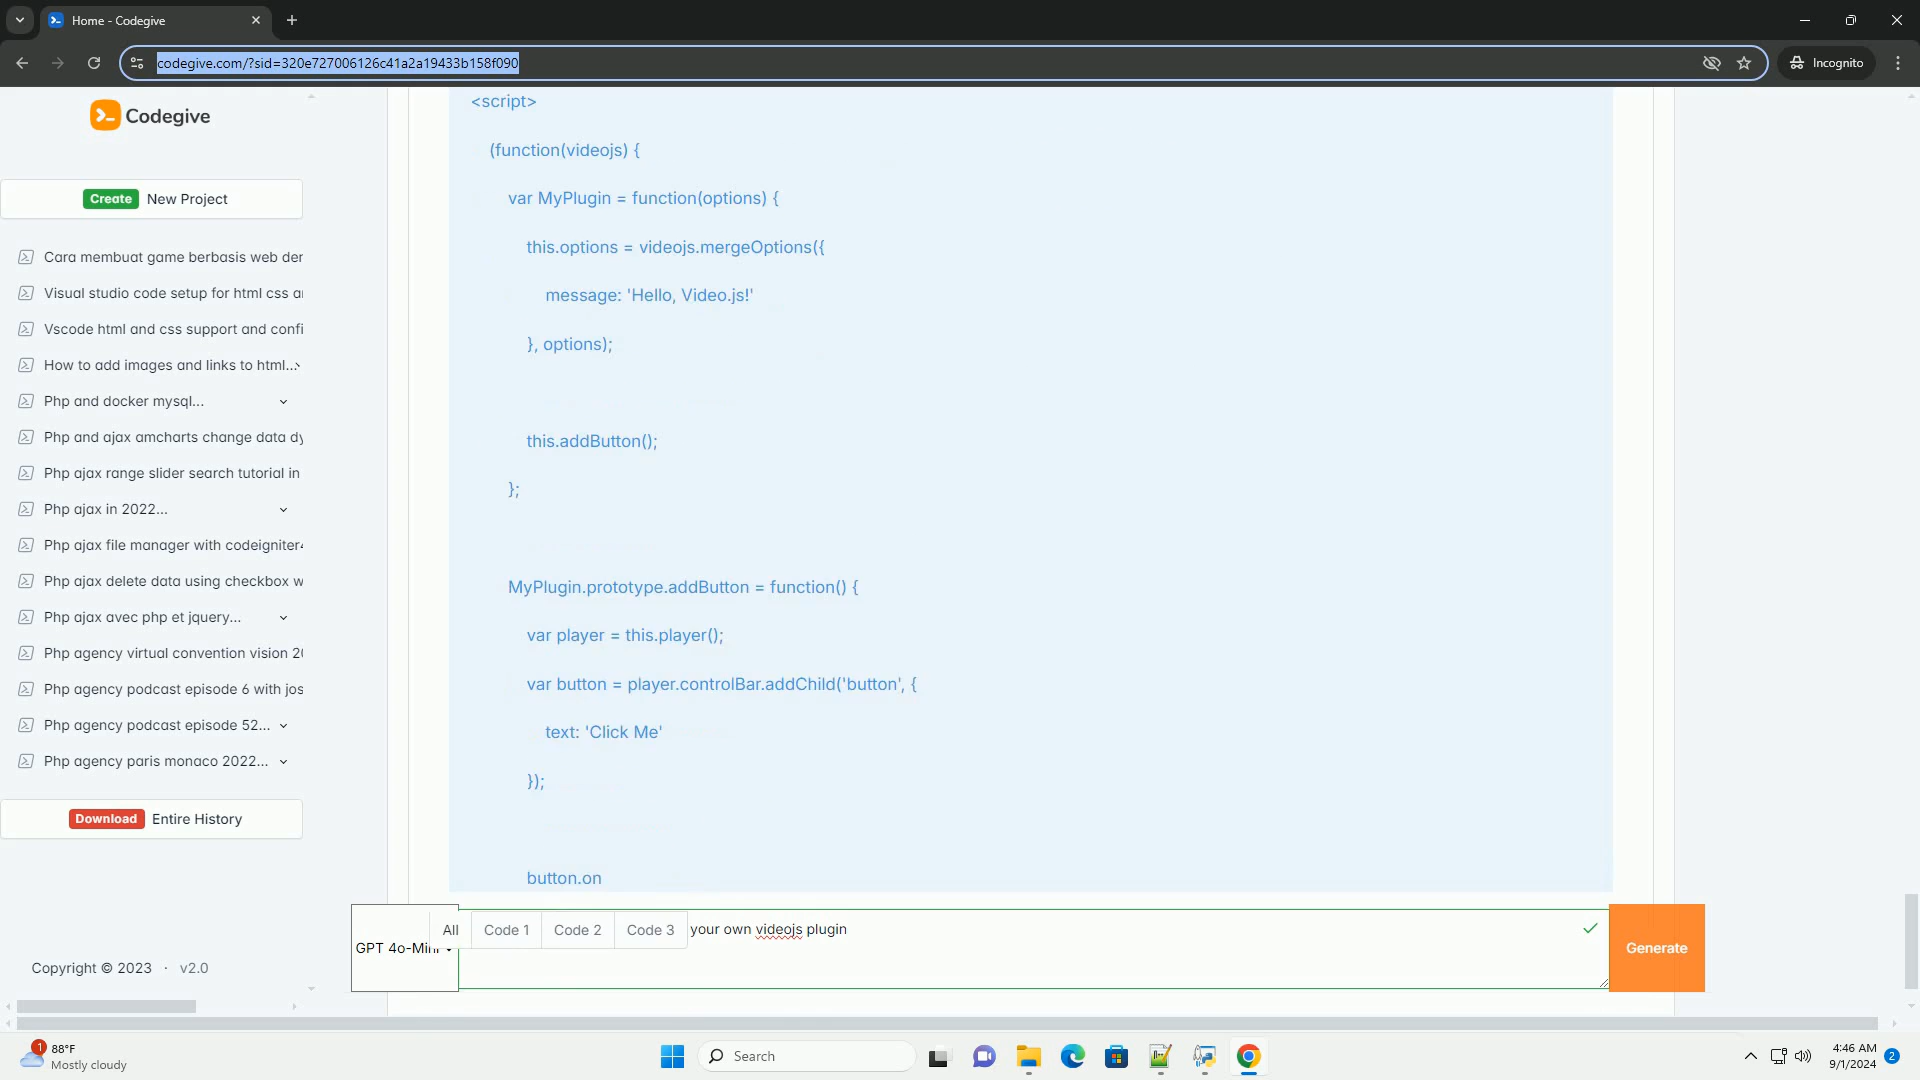 Home - Codegive
codegive.com/?sid=320e727006126c41a2a19433b158f090
Incognito
Codegive
Create New Project
Cara membuat game berbasis web der
Visual studio code setup for html css a
Vscode html and css support and confi
How to add images and links to html...
Php and docker mysql...
Php and ajax amcharts change data dy
Php ajax range slider search tutorial in
Php ajax in 2022...
Php ajax file manager with codeigniter4
Php ajax delete data using checkbox w
Php ajax avec php et jquery...
Php agency virtual convention vision 20
Php agency podcast episode 6 with jos
Php agency podcast episode 52...
Php agency paris monaco 2022...
Download Entire History
Copyright © 2023 · v2.0
<script>
(function(videojs) {
var MyPlugin = function(options) {
this.options = videojs.mergeOptions({
message: 'Hello, Video.js!'
}, options);
this.addButton();
};
MyPlugin.prototype.addButton = function() {
var player = this.player();
var button = player.controlBar.addChild('button', {
text: 'Click Me'
});
button.on
All Code 1 Code 2 Code 3 your own videojs plugin
GPT 4o-Mini
Generate
1
88°F
Mostly cloudy
Search
4:46 AM
9/1/2024
2